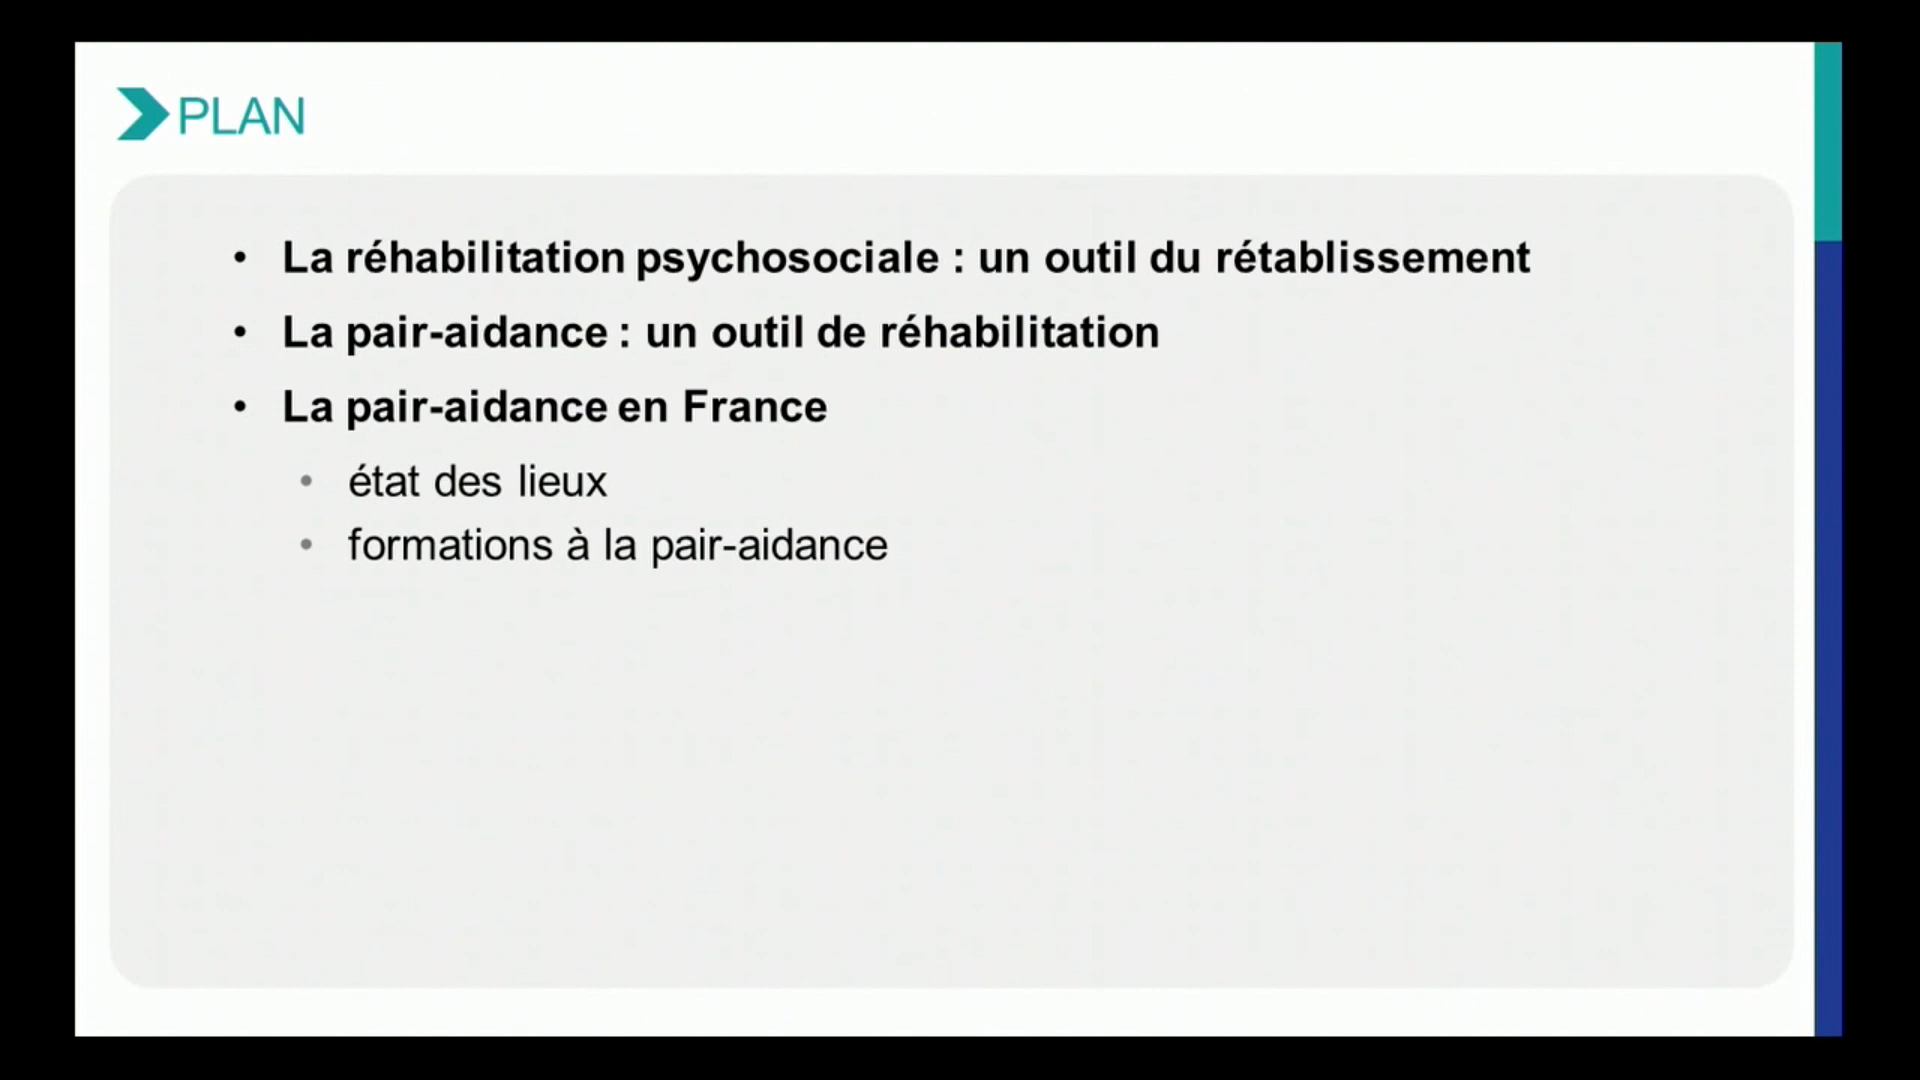 PLAN
La réhabilitation psychosociale : un outil du rétablissement
La pair-aidance : un outil de réhabilitation
La pair-aidance en France
état des lieux
formations à la pair-aidance